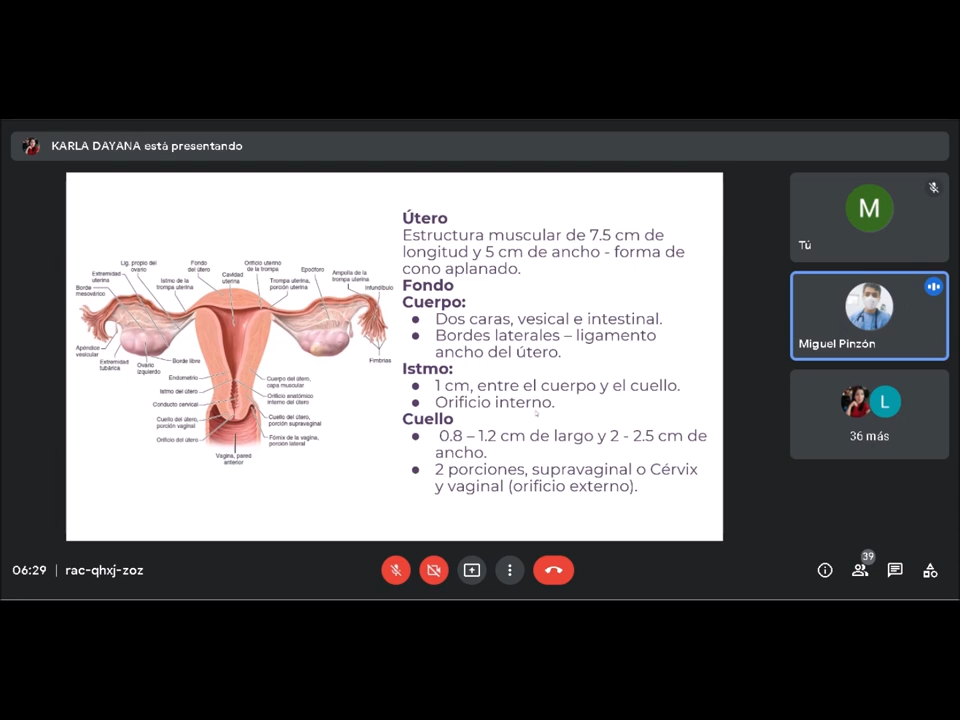 KARLA DAYANA está presentando
Útero
Estructura muscular de 7.5 cm de
longitud y 5 cm de ancho - forma de
cono aplanado.
Fondo
Cuerpo:
● Dos caras, vesical e intestinal.
● Bordes laterales – ligamento
ancho del útero.
Istmo:
● 1 cm, entre el cuerpo y el cuello.
● Orificio interno.
Cuello
● 0.8 – 1.2 cm de largo y 2 - 2.5 cm de
ancho.
● 2 porciones, supravaginal o Cérvix
y vaginal (orificio externo).
Borde
mesovárico
Extremidad
uterina
Lig. propio del
ovario
Istmo de la
trompa uterina
Fondo
del útero
Cavidad
uterina
Orificio uterino
de la trompa
Trompa uterina,
porción uterina
Epoóforo
Ampolla de la
trompa uterina
Infundíbulo
Apéndice
vesicular
Extremidad
tubárica
Ovario
izquierdo
Borde libre
Fimbrias
Endometrio
Istmo del útero
Conducto cervical
Cuello del útero,
porción vaginal
Orificio del útero
Cuerpo del útero,
capa muscular
Orificio anatómico
interno del útero
Cuello del útero,
porción supravaginal
Fórnix de la vagina,
porción lateral
Vagina, pared
anterior
M
Tú
Miguel Pinzón
L
36 más
06:29 | rac-qhxj-zoz
39